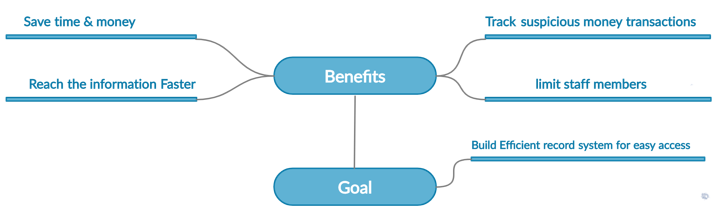 Save time & money
Track suspicious money transactions
Benefits
Reach the information Faster
limit staff members
Build Efficient record system for easy access
Goal